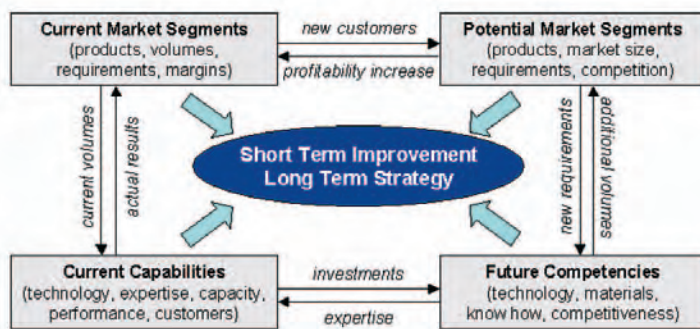 Current Market Segments
(products, volumes,
requirements, margins)
new customers
profitability increase
Potential Market Segments
(products, market size,
requirements, competition)
current volumes
actual results
Short Term Improvement
Long Term Strategy
new requirements
additional volumes
Current Capabilities
(technology, expertise, capacity,
performance, customers)
investments
expertise
Future Competencies
(technology, materials,
know how, competitiveness)